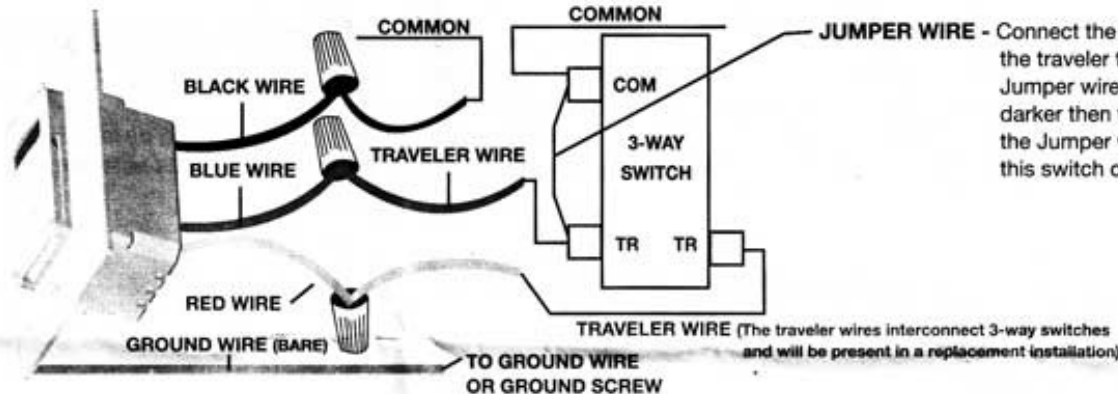 COMMON
COMMON
JUMPER WIRE - Connect the
the traveler
Jumper wire
darker then
the Jumper
this switch
BLACK WIRE
COM
3-WAY
SWITCH
BLUE WIRE
TRAVELER WIRE
TR TR
RED WIRE
TRAVELER WIRE (The traveler wires interconnect 3-way switches
and will be present in a replacement installation)
GROUND WIRE (BARE)
TO GROUND WIRE
OR GROUND SCREW